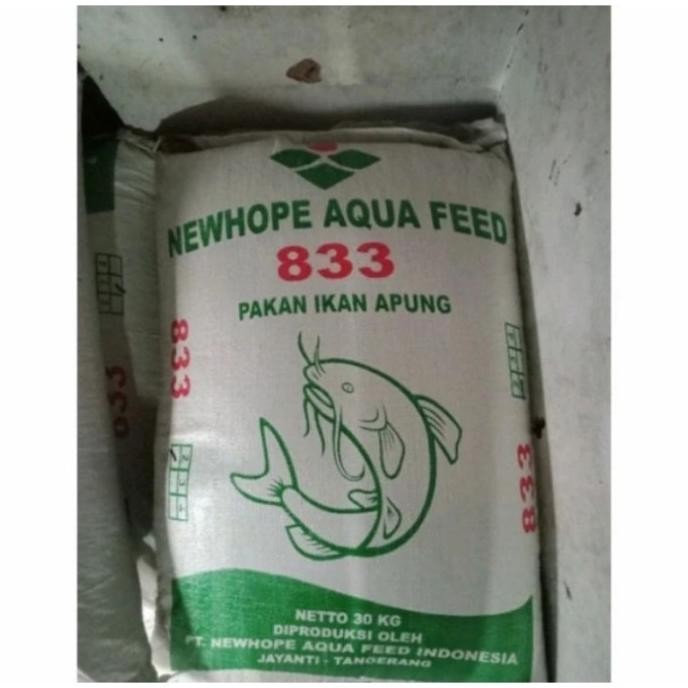 NEWHOPE AQUA FEED
833
PAKAN IKAN APUNG
833
833
833
NETTO 30 KG
DIPRODUKSI OLEH
PT. NEWHOPE AQUA FEED INDONESIA
JAYANTI - TANGERANG